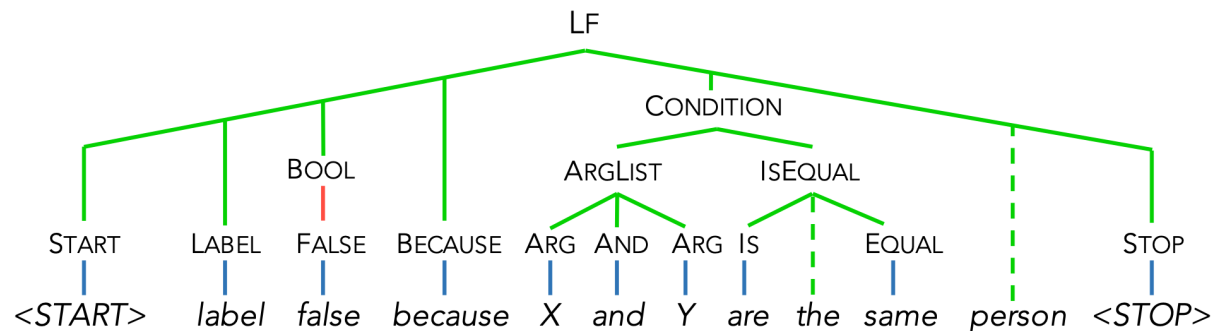 LF
CONDITION
BOOL ARGLIST ISEQUAL
START LABEL FALSE BECAUSE ARG AND ARG IS EQUAL STOP
<START> label false because X and Y are the same person <STOP>